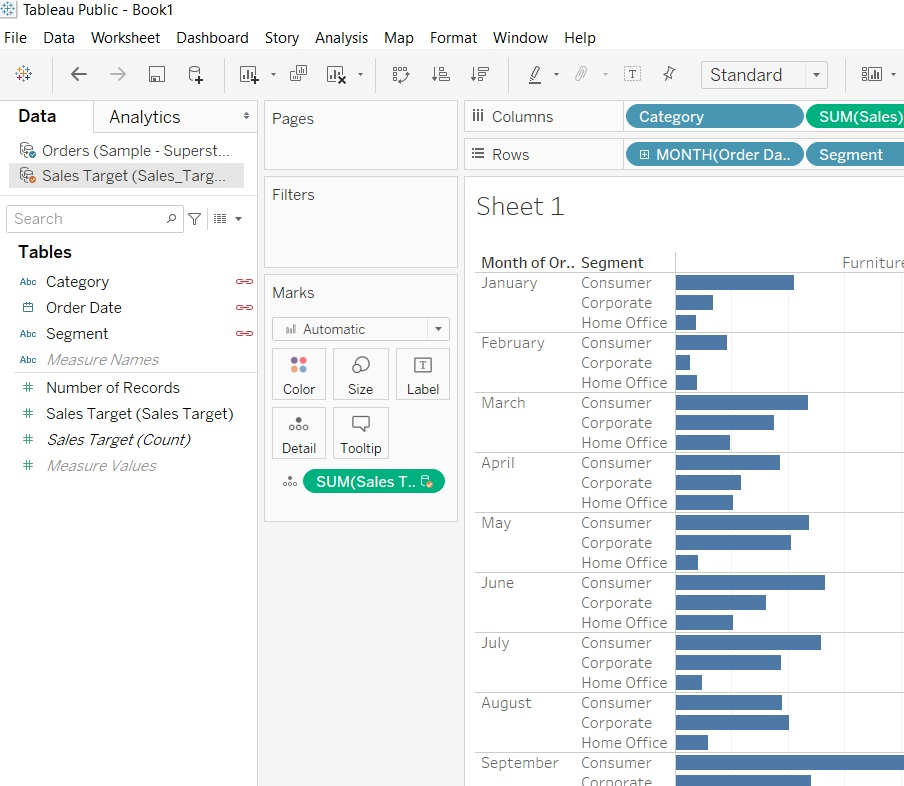 Tableau Public - Book1
File Data Worksheet Dashboard Story Analysis Map Format Window Help
Standard
Data Analytics
Orders (Sample - Superst...
Sales Target (Sales_Targ...
Search
Tables
Abc Category
Order Date
Abc Segment
Abc Measure Names
# Number of Records
# Sales Target (Sales Target)
# Sales Target (Count)
# Measure Values
Pages
Filters
Marks
Automatic
Color Size Label
Detail Tooltip
SUM(Sales T..
Columns Category SUM(Sales)
Rows MONTH(Order Da.. Segment
Sheet 1
Furniture
Month of Or.. Segment
January Consumer
Corporate
Home Office
February Consumer
Corporate
Home Office
March Consumer
Corporate
Home Office
April Consumer
Corporate
Home Office
May Consumer
Corporate
Home Office
June Consumer
Corporate
Home Office
July Consumer
Corporate
Home Office
August Consumer
Corporate
Home Office
September Consumer
Corporate